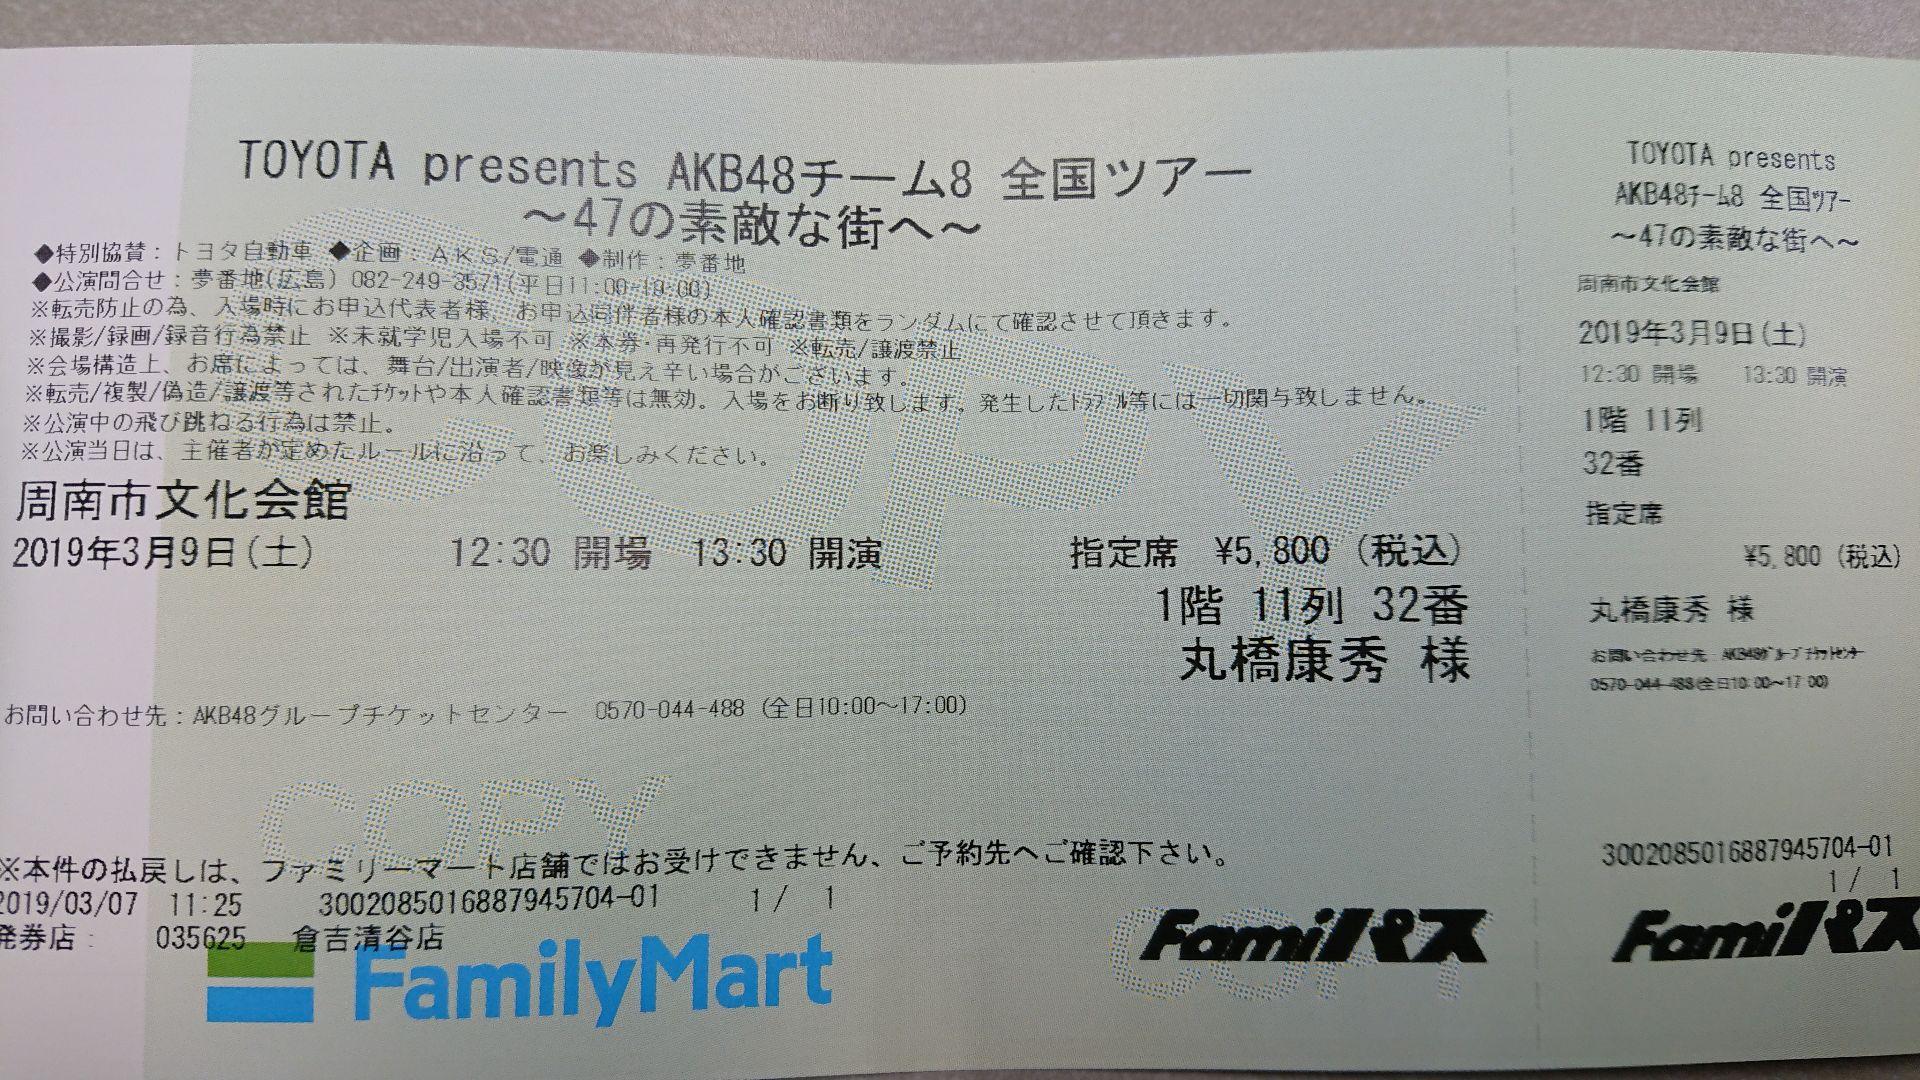 TOYOTA presents AKB48チーム8 全国ツアー
～47の素敵な街へ～
◆特別協賛：トヨタ自動車 ◆企画：AKS/電通 ◆制作：夢番地
◆公演問合せ：夢番地(広島) 082-249-3571(平日11:00-19:00)
※転売防止の為、入場時にお申込代表者様、お申込同伴者様の本人確認書類をランダムにて確認させて頂きます。
※撮影/録画/録音行為禁止 ※未就学児入場不可 ※本券・再発行不可 ※転売/譲渡禁止
※会場構造上、お席によっては、舞台/出演者/映像が見え辛い場合がございます。
※転売/複製/偽造/譲渡等されたﾁｹｯﾄや本人確認書類等は無効。入場をお断り致します。発生したﾄﾗﾌﾞﾙ等には一切関与致しません。
※公演中の飛び跳ねる行為は禁止。
※公演当日は、主催者が定めたルールに沿って、お楽しみください。
周南市文化会館
2019年3月9日(土) 12:30 開場 13:30 開演 指定席 ¥5,800 (税込)
1階 11列 32番
丸橋康秀 様
お問い合わせ先：AKB48グループチケットセンター 0570-044-488 (全日10:00～17:00)
COPY
COPY
※本件の払戻しは、ファミリーマート店舗ではお受けできません、ご予約先へご確認下さい。
2019/03/07 11:25 3002085016887945704-01 1/ 1
発券店： 035625 倉吉清谷店
FamilyMart
Famiパス
COPY
TOYOTA presents
AKB48ﾁｰﾑ8 全国ﾂｱｰ
～47の素敵な街へ～
周南市文化会館
2019年3月9日(土)
12:30 開場 13:30 開演
1階 11列
32番
指定席
¥5,800 (税込)
丸橋康秀 様
お問い合わせ先：AKB48ｸﾞﾙｰﾌﾟﾁｹｯﾄｾﾝﾀｰ
0570-044-488(全日10:00～17:00)
3002085016887945704-01
1/ 1
Famiパス